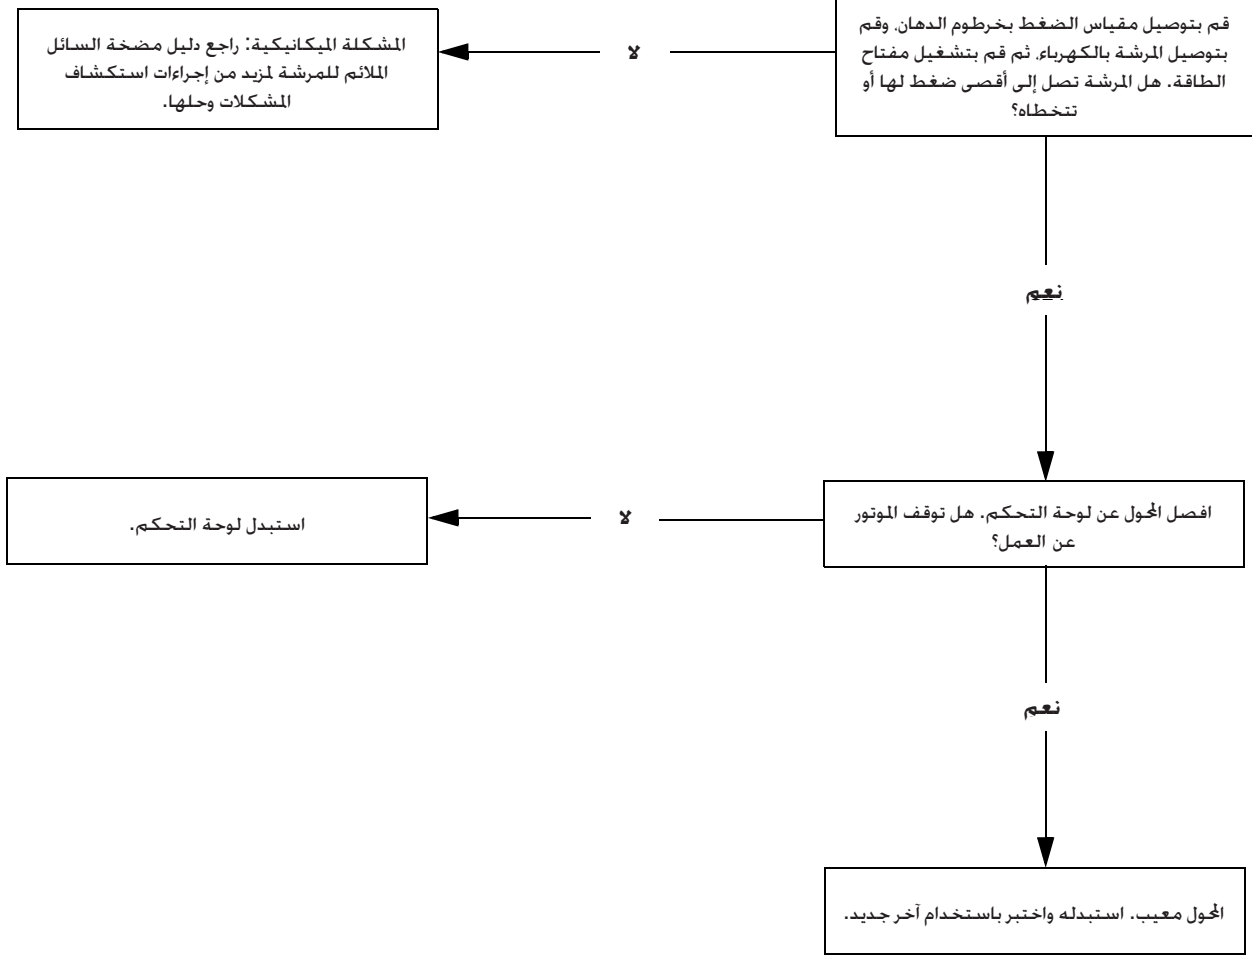 قم بتوصيل مقياس الضغط بخرطوم الدهان، وقم
بتوصيل المرشة بالكهرباء، ثم قم بتشغيل مفتاح
الطاقة. هل المرشة تصل إلى أقصى ضغط لها أو
تتخطاه؟
لا
المشكلة الميكانيكية: راجع دليل مضخة السائل
الملائم للمرشة لمزيد من إجراءات استكشاف
المشكلات وحلها.
نعم
افصل المحول عن لوحة التحكم. هل توقف الموتور
عن العمل؟
لا
استبدل لوحة التحكم.
نعم
المحول معيب. استبدله واختبر باستخدام آخر جديد.